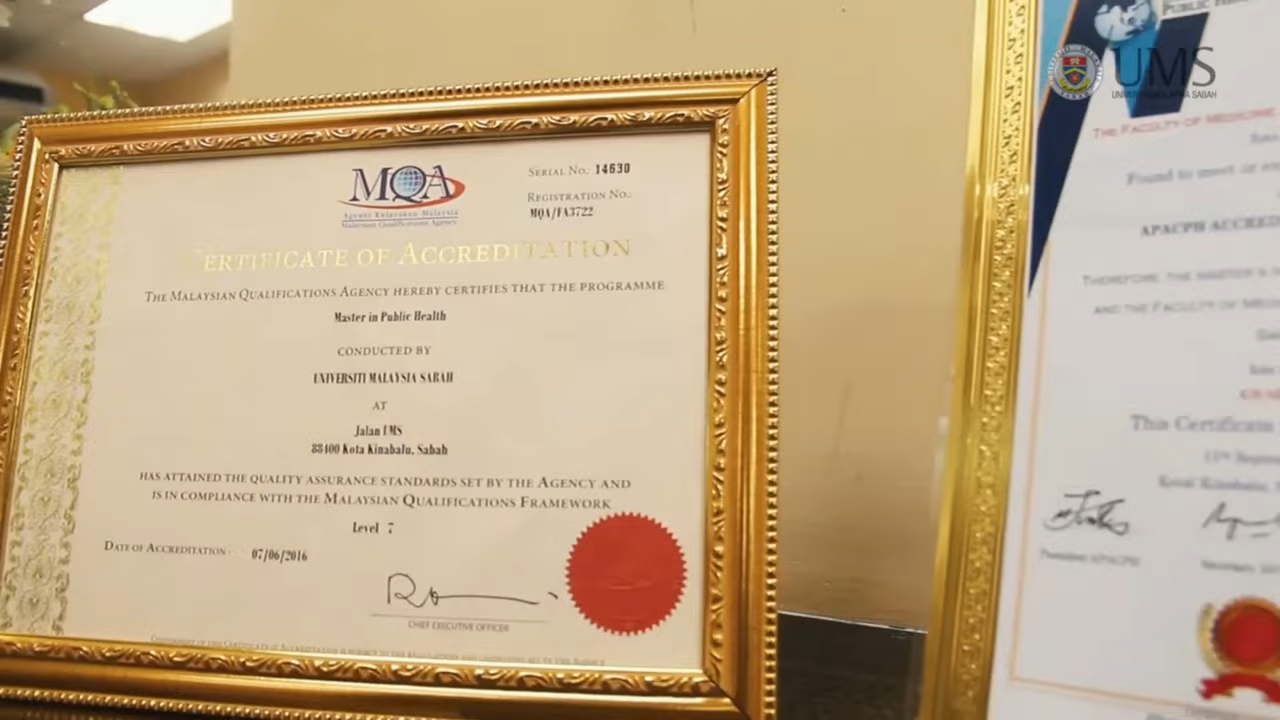 MQA
Agensi Kelayakan Malaysia
Malaysian Qualifications Agency
SERIAL NO.: 14630
REGISTRATION NO.:
MQA/FA3722
CERTIFICATE OF ACCREDITATION
THE MALAYSIAN QUALIFICATIONS AGENCY HEREBY CERTIFIES THAT THE PROGRAMME
Master in Public Health
CONDUCTED BY
UNIVERSITI MALAYSIA SABAH
AT
Jalan UMS
88400 Kota Kinabalu, Sabah
HAS ATTAINED THE QUALITY ASSURANCE STANDARDS SET BY THE AGENCY AND
IS IN COMPLIANCE WITH THE MALAYSIAN QUALIFICATIONS FRAMEWORK
Level 7
DATE OF ACCREDITATION: 07/06/2016
CHIEF EXECUTIVE OFFICER
UMS
UNIVERSITI MALAYSIA SABAH
THE FACULTY OF MEDICINE
Found to meet or
APACPH ACCRED
THEREFORE, THE MASTER
AND THE FACULTY OF
This Certificate